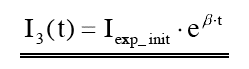 I₃(t) = I_exp_init · e^β·t